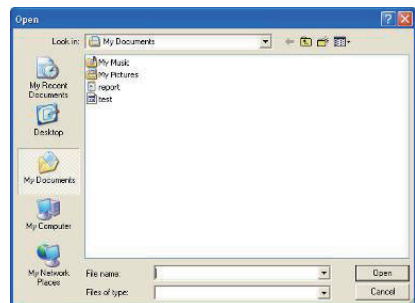 Open
Look in: My Documents
My Recent
Documents
Desktop
My Documents
My Computer
My Network
Places
My Music
My Pictures
report
test
File name:
Open
Files of type:
Cancel